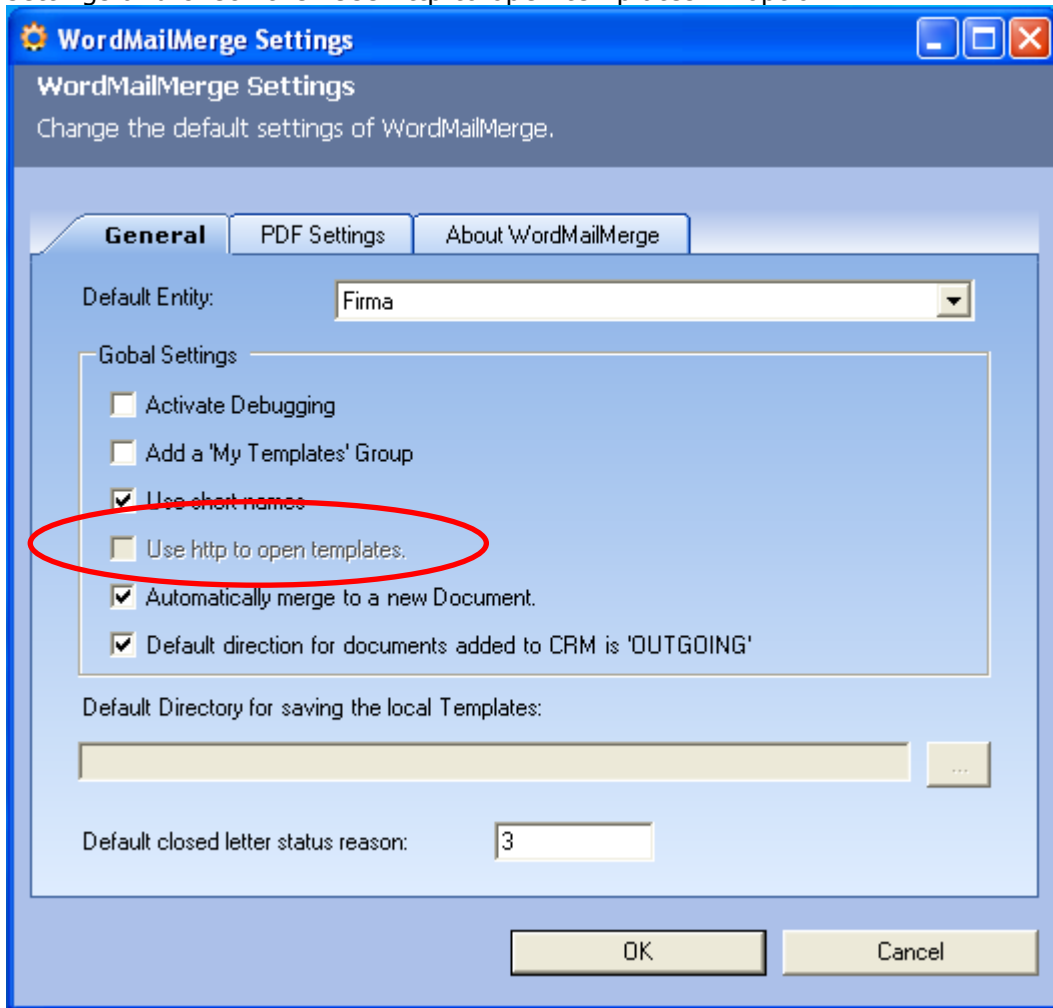 WordMailMerge Settings
WordMailMerge Settings
Change the default settings of WordMailMerge.
General PDF Settings About WordMailMerge
Default Entity: Firma
Gobal Settings
Activate Debugging
Add a 'My Templates' Group
Use short names
Use http to open templates.
Automatically merge to a new Document.
Default direction for documents added to CRM is 'OUTGOING'
Default Directory for saving the local Templates:
...
Default closed letter status reason: 3
OK Cancel